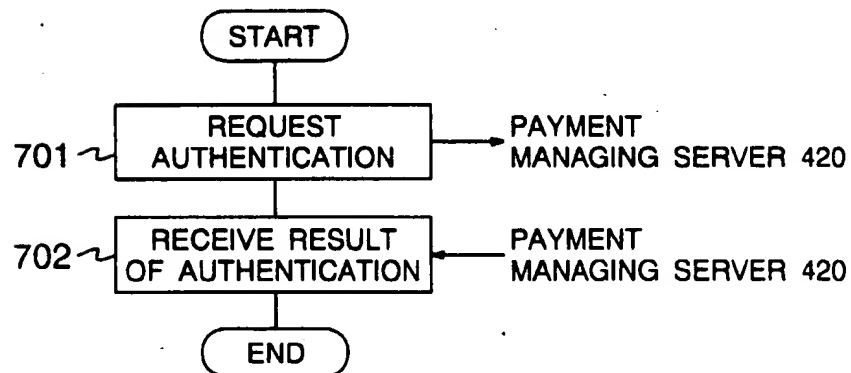 START
701
REQUEST
AUTHENTICATION
PAYMENT
MANAGING SERVER 420
702
RECEIVE RESULT
OF AUTHENTICATION
PAYMENT
MANAGING SERVER 420
END